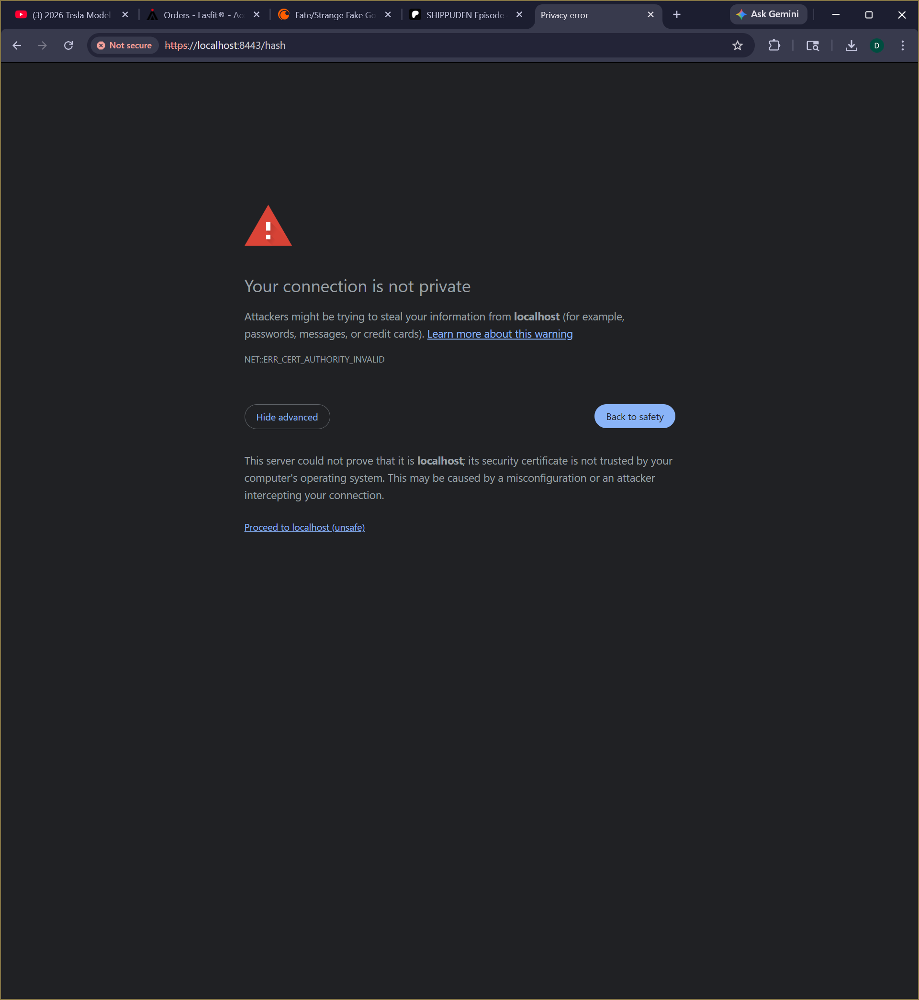 (3) 2026 Tesla Model
Orders - Lasfit® - Ac
Fate/Strange Fake Go
SHIPPUDEN Episode
Privacy error
Ask Gemini
Not secure
https://localhost:8443/hash
D
Your connection is not private
Attackers might be trying to steal your information from localhost (for example,
passwords, messages, or credit cards). Learn more about this warning
NET::ERR_CERT_AUTHORITY_INVALID
Hide advanced
Back to safety
This server could not prove that it is localhost; its security certificate is not trusted by your
computer's operating system. This may be caused by a misconfiguration or an attacker
intercepting your connection.
Proceed to localhost (unsafe)